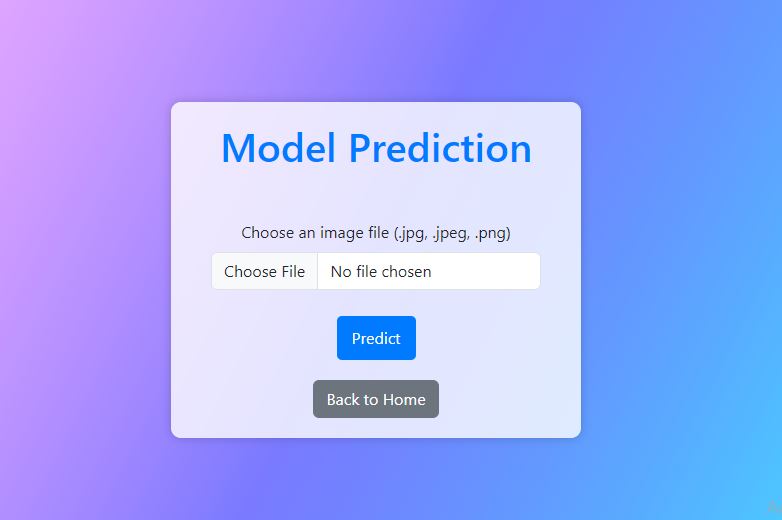 Model Prediction
Choose an image file (.jpg, .jpeg, .png)
Choose File No file chosen
Predict
Back to Home